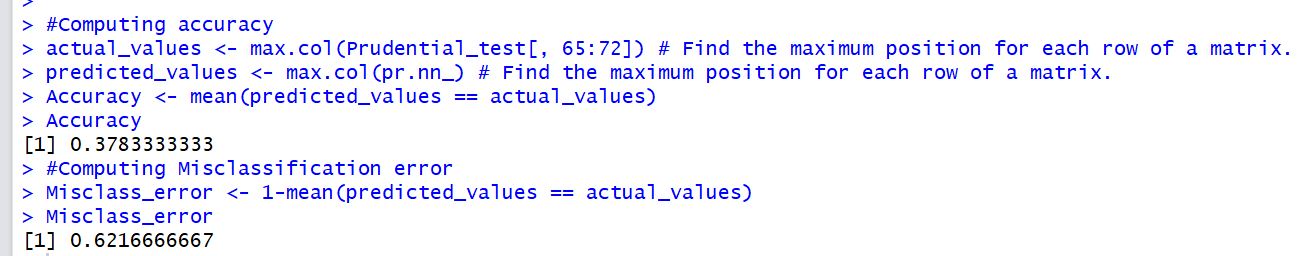 >
> #Computing accuracy
> actual_values <- max.col(Prudential_test[, 65:72]) # Find the maximum position for each row of a matrix.
> predicted_values <- max.col(pr.nn_) # Find the maximum position for each row of a matrix.
> Accuracy <- mean(predicted_values == actual_values)
> Accuracy
[1] 0.3783333333
> #Computing Misclassification error
> Misclass_error <- 1-mean(predicted_values == actual_values)
> Misclass_error
[1] 0.6216666667